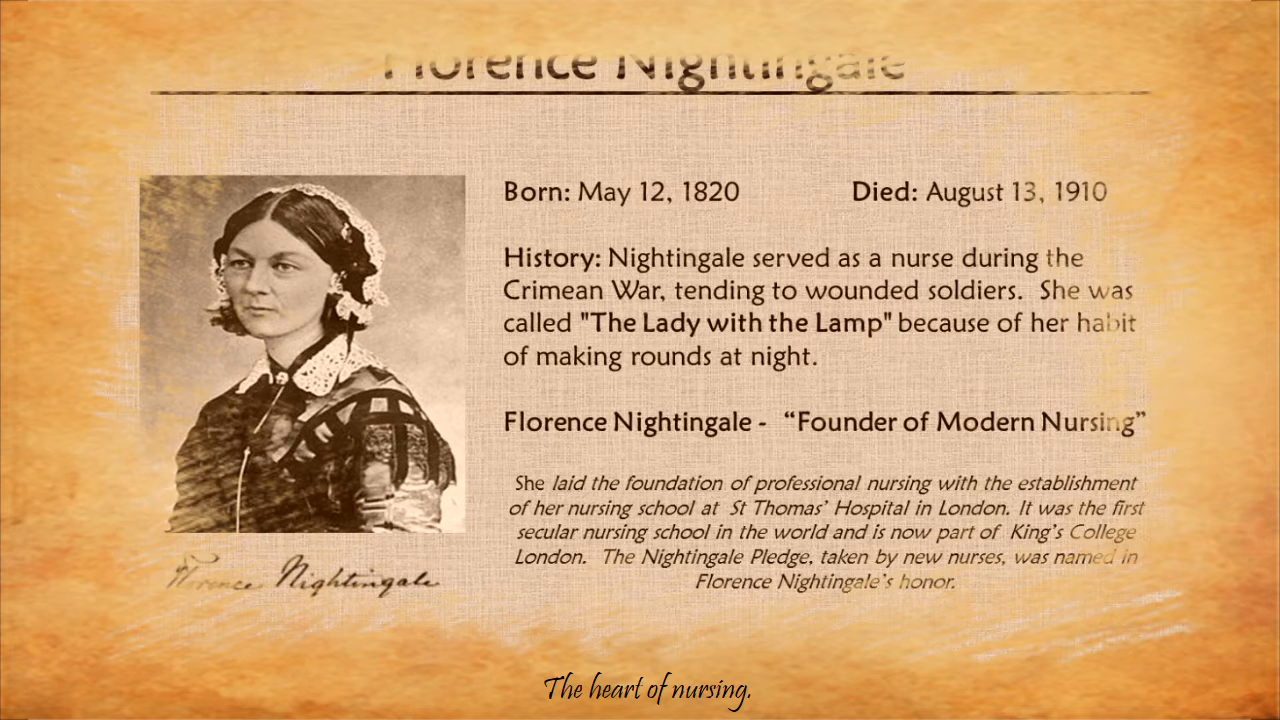 Florence Nightingale
Born: May 12, 1820 Died: August 13, 1910
History: Nightingale served as a nurse during the
Crimean War, tending to wounded soldiers. She was
called "The Lady with the Lamp" because of her habit
of making rounds at night.
Florence Nightingale - “Founder of Modern Nursing”
She laid the foundation of professional nursing with the establishment
of her nursing school at St Thomas’ Hospital in London. It was the first
secular nursing school in the world and is now part of King’s College
London. The Nightingale Pledge, taken by new nurses, was named in
Florence Nightingale’s honor.
Florence Nightingale
The heart of nursing.